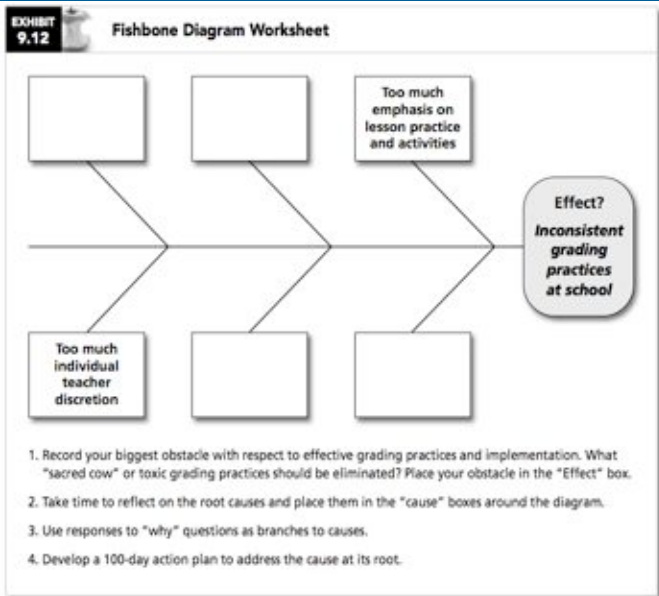 EXHIBIT
9.12
Fishbone Diagram Worksheet
Too much
emphasis on
lesson practice
and activities
Effect?
Inconsistent
grading
practices
at school
Too much
individual
teacher
discretion
1. Record your biggest obstacle with respect to effective grading practices and implementation. What
"sacred cow" or toxic grading practices should be eliminated? Place your obstacle in the "Effect" box.
2. Take time to reflect on the root causes and place them in the "cause" boxes around the diagram.
3. Use responses to "why" questions as branches to causes.
4. Develop a 100-day action plan to address the cause at its root.